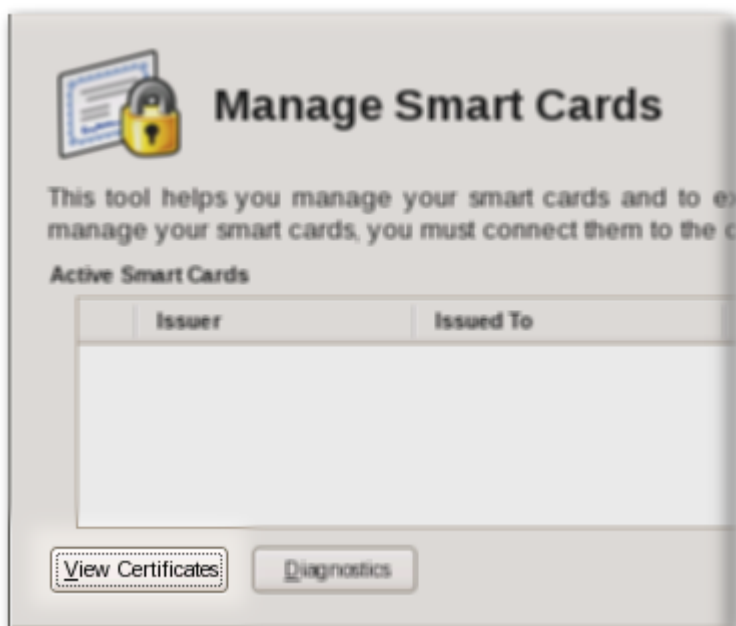 Manage Smart Cards
This tool helps you manage your smart cards and to
manage your smart cards, you must connect them to the
Active Smart Cards
Issuer Issued To
View Certificates Diagnostics